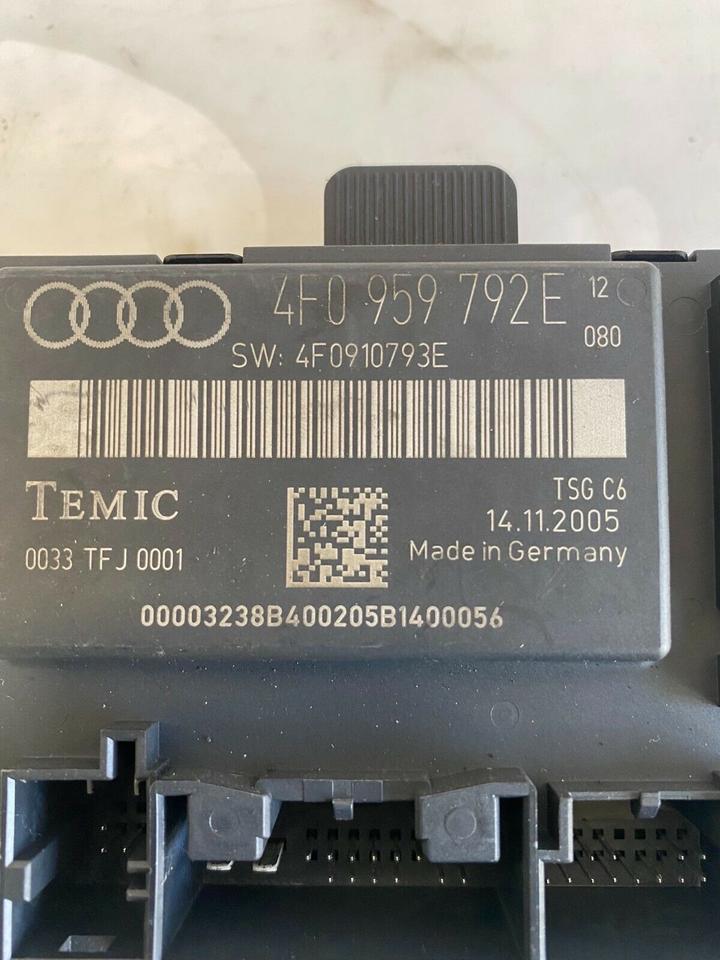 4F0 959 792 E 12
080
SW: 4F0910793E
TEMIC
TSG C6
14.11.2005
0033 TFJ 0001
Made in Germany
00003238B400205B1400056